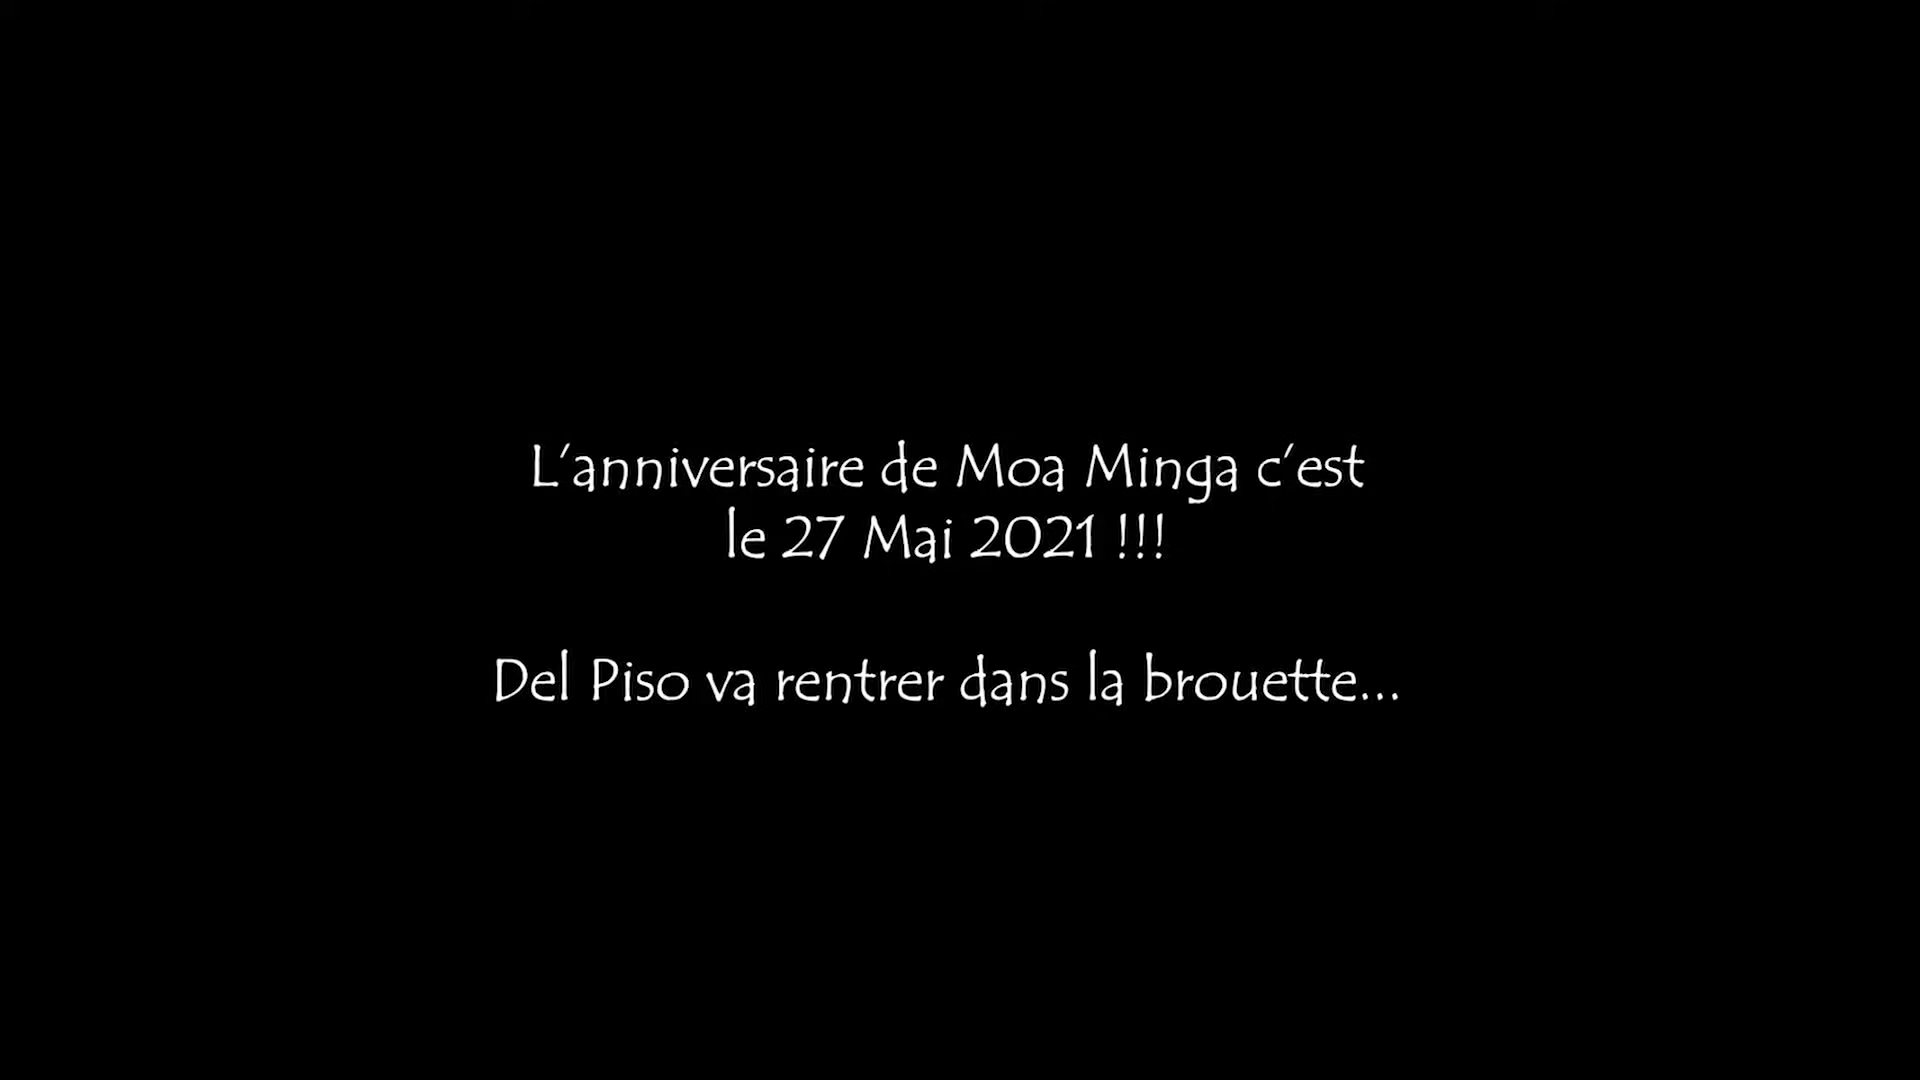 L'anniversaire de Moa Minga c'est
le 27 Mai 2021 !!!
Del Piso va rentrer dans la brouette...